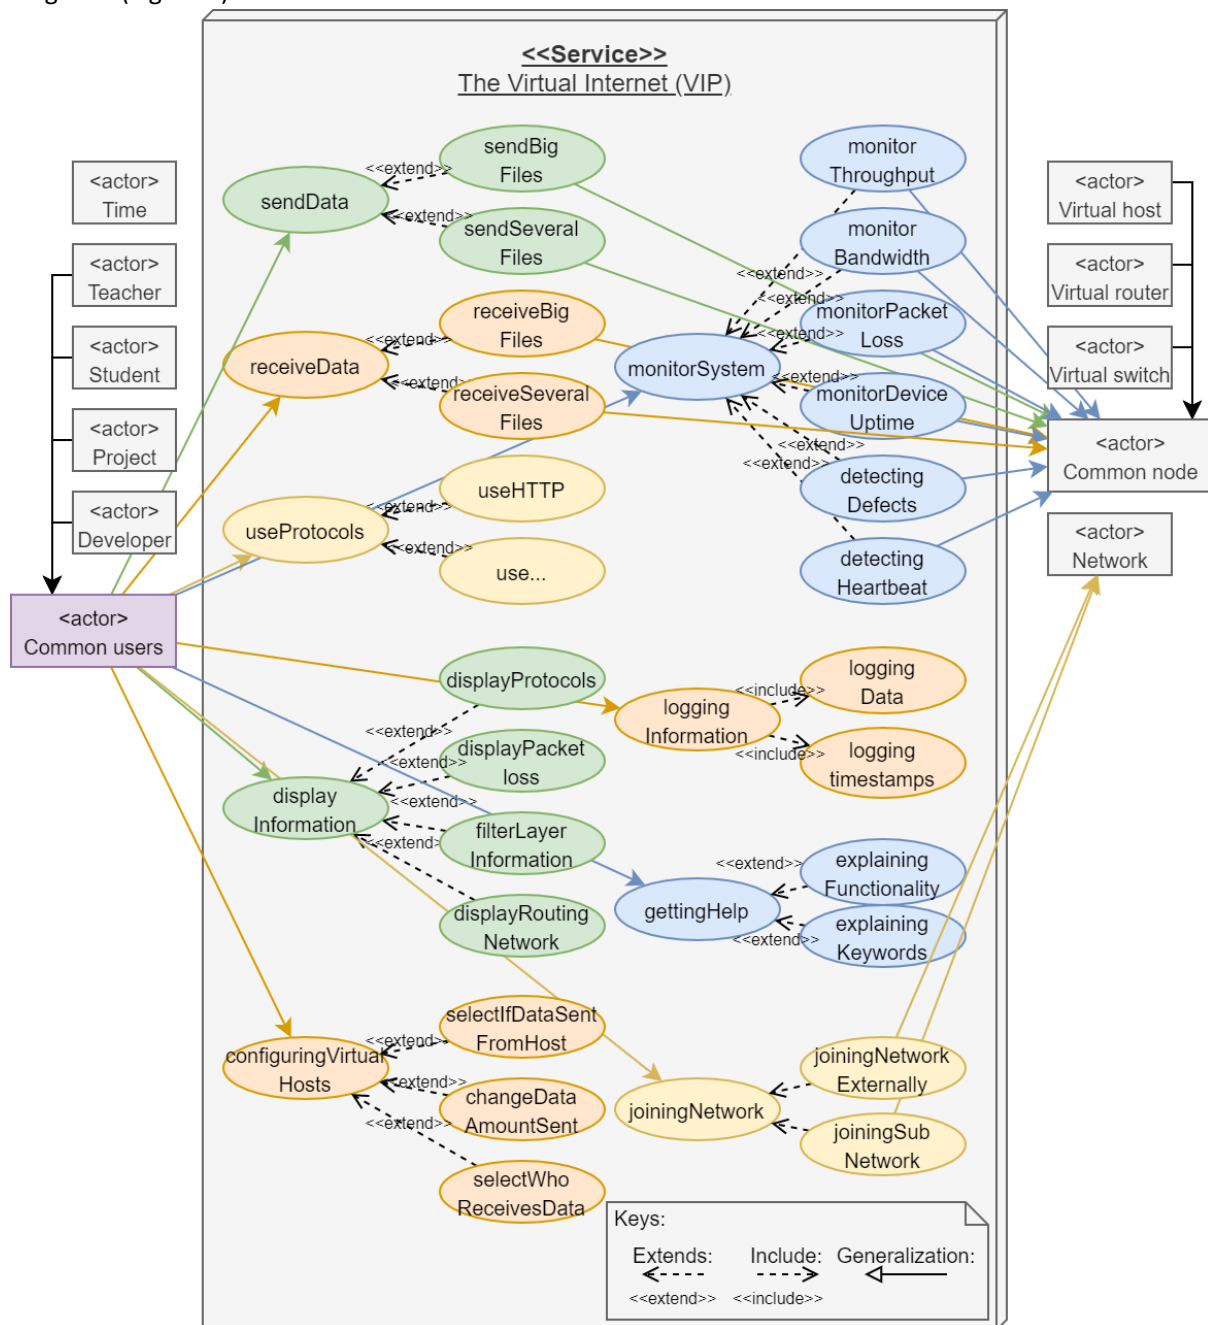 <<Service>>
The Virtual Internet (VIP)
<actor>
Time
<actor>
Teacher
<actor>
Student
<actor>
Project
<actor>
Developer
<actor>
Common users
sendData
<<extend>>
<<extend>>
sendBig
Files
sendSeveral
Files
receiveData
<<extend>>
<<extend>>
receiveBig
Files
receiveSeveral
Files
useProtocols
<<extend>>
<<extend>>
useHTTP
use...
monitorSystem
<<extend>>
<<extend>>
<<extend>>
<<extend>>
<<extend>>
<<extend>>
monitor
Throughput
monitor
Bandwidth
monitorPacket
Loss
monitorDevice
Uptime
detecting
Defects
detecting
Heartbeat
<actor>
Virtual host
<actor>
Virtual router
<actor>
Virtual switch
<actor>
Common node
<actor>
Network
display
Information
<<extend>>
<<extend>>
<<extend>>
<<extend>>
displayProtocols
displayPacket
loss
filterLayer
Information
displayRouting
Network
logging
Information
<<include>>
<<include>>
logging
Data
logging
timestamps
gettingHelp
<<extend>>
<<extend>>
explaining
Functionality
explaining
Keywords
configuringVirtual
Hosts
<<extend>>
<<extend>>
<<extend>>
selectIfDataSent
FromHost
changeData
AmountSent
selectWho
ReceivesData
joiningNetwork
joiningNetwork
Externally
joiningSub
Network
Keys:
Extends:
Include:
Generalization:
<<extend>>
<<include>>